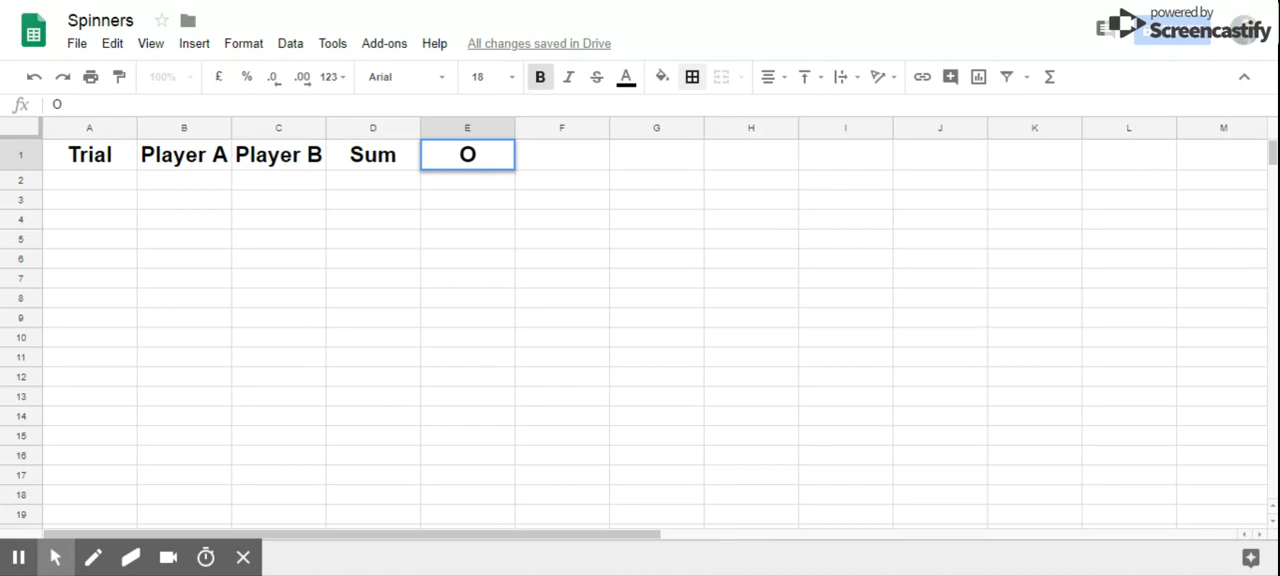 Spinners
powered by
Screencastify
File Edit View Insert Format Data Tools Add-ons Help All changes saved in Drive
100% £ % .0 .00 123 Arial 18 B I S A Σ
fx O
A B C D E F G H I J K L M
1 Trial Player A Player B Sum O
2
3
4
5
6
7
8
9
10
11
12
13
14
15
16
17
18
19